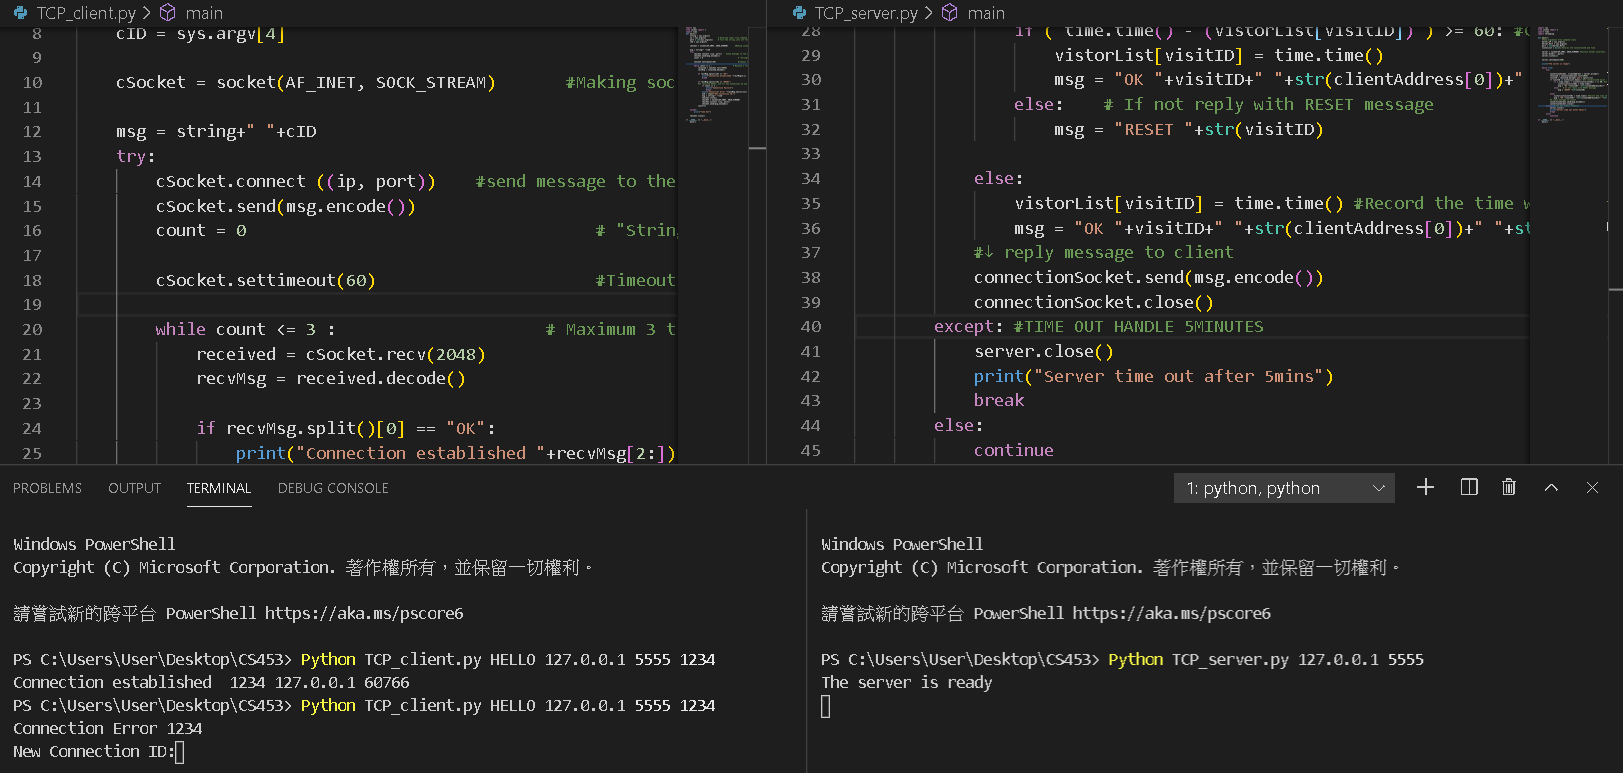 TCP_client.py > main
8 cID = sys.argv[4]
9
10 cSocket = socket(AF_INET, SOCK_STREAM) #Making soc
11
12 msg = string+" "+cID
13 try:
14 cSocket.connect ((ip, port)) #send message to the
15 cSocket.send(msg.encode())
16 count = 0 # "Strin
17
18 cSocket.settimeout(60) #Timeout
19
20 while count <= 3 : # Maximum 3 t
21 received = cSocket.recv(2048)
22 recvMsg = received.decode()
23
24 if recvMsg.split()[0] == "OK":
25 print("Connection established "+recvMsg[2:])
TCP_server.py > main
28 if ( time.time() - (vistorList[visitID]) ) >= 60: #
29 vistorList[visitID] = time.time()
30 msg = "OK "+visitID+" "+str(clientAddress[0])+"
31 else: # If not reply with RESET message
32 msg = "RESET "+str(visitID)
33
34 else:
35 vistorList[visitID] = time.time() #Record the time w
36 msg = "OK "+visitID+" "+str(clientAddress[0])+" "+st
37 #↓ reply message to client
38 connectionSocket.send(msg.encode())
39 connectionSocket.close()
40 except: #TIME OUT HANDLE 5MINUTES
41 server.close()
42 print("Server time out after 5mins")
43 break
44 else:
45 continue
PROBLEMS OUTPUT TERMINAL DEBUG CONSOLE
1: python, python
Windows PowerShell
Copyright (C) Microsoft Corporation. 著作權所有，並保留一切權利。
請嘗試新的跨平台 PowerShell https://aka.ms/pscore6
PS C:\Users\User\Desktop\CS453> Python TCP_client.py HELLO 127.0.0.1 5555 1234
Connection established  1234 127.0.0.1 60766
PS C:\Users\User\Desktop\CS453> Python TCP_client.py HELLO 127.0.0.1 5555 1234
Connection Error 1234
New Connection ID:
Windows PowerShell
Copyright (C) Microsoft Corporation. 著作權所有，並保留一切權利。
請嘗試新的跨平台 PowerShell https://aka.ms/pscore6
PS C:\Users\User\Desktop\CS453> Python TCP_server.py 127.0.0.1 5555
The server is ready